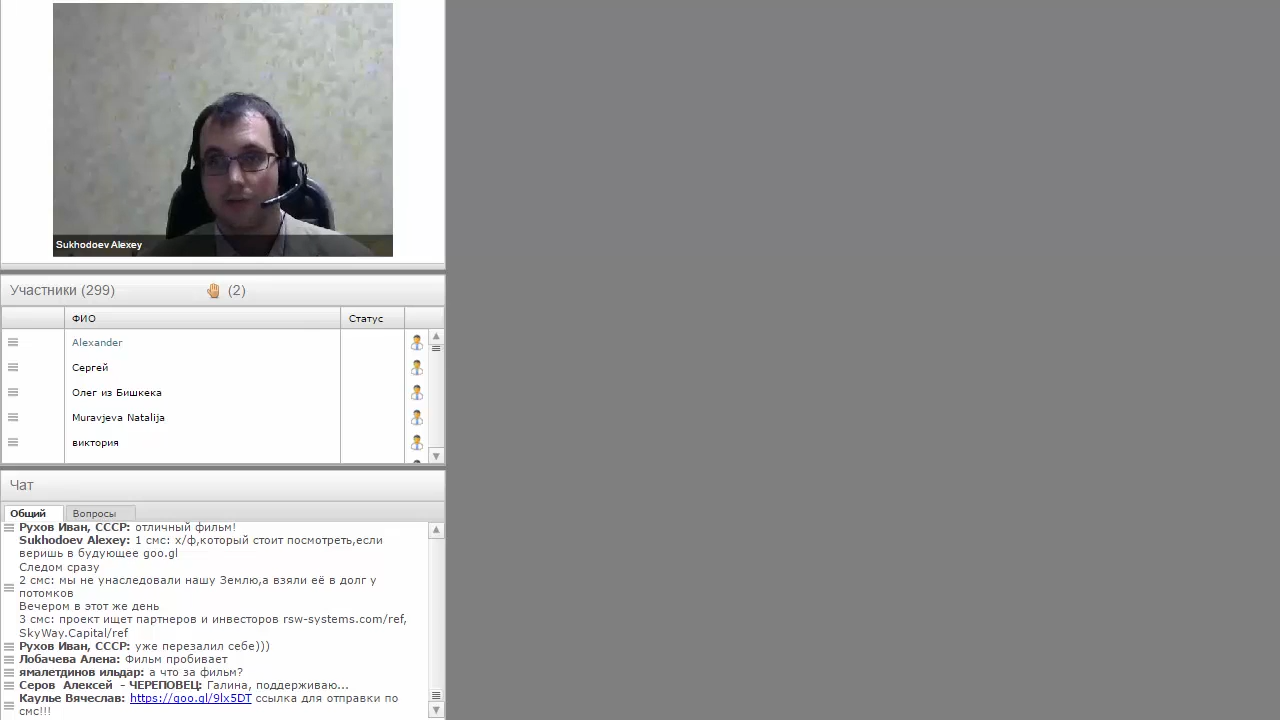 Sukhodoev Alexey
Участники (299) (2)
ФИО Статус
Alexander
Сергей
Олег из Бишкека
Muravjeva Natalija
виктория
Чат
Общий Вопросы
Рухов Иван, СССР: отличный фильм!
Sukhodoev Alexey: 1 смс: х/ф,который стоит посмотреть,если
веришь в будующее goo.gl
Следом сразу
2 смс: мы не унаследовали нашу Землю,а взяли её в долг у
потомков
Вечером в этот же день
3 смс: проект ищет партнеров и инвесторов rsw-systems.com/ref,
SkyWay.Capital/ref
Рухов Иван, СССР: уже перезалил себе)))
Лобачева Алена: Фильм пробивает
ямалетдинов ильдар: а что за фильм?
Серов Алексей - ЧЕРЕПОВЕЦ: Галина, поддерживаю...
Каулье Вячеслав: https://goo.gl/9lx5DT ссылка для отправки по
смс!!!